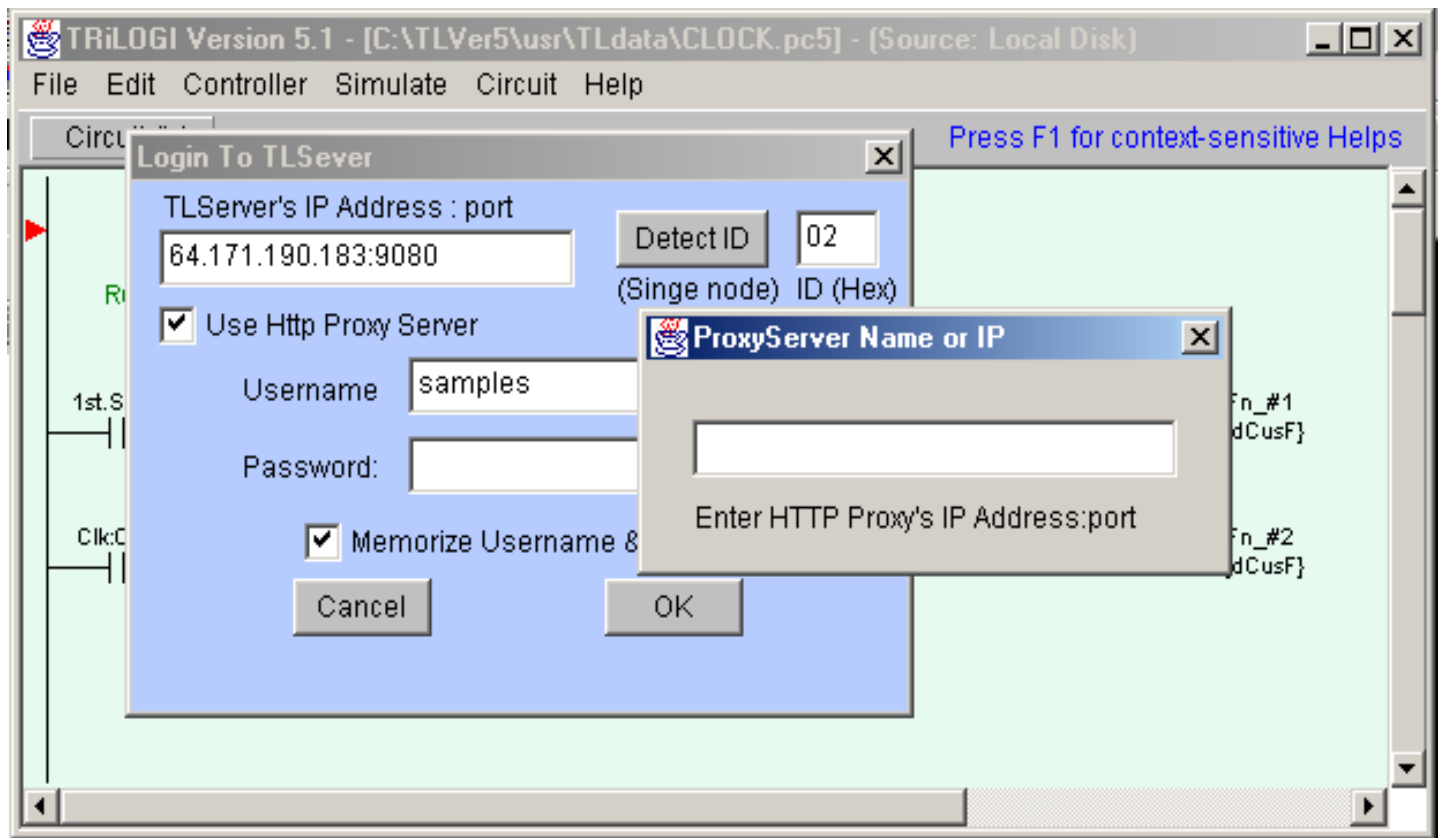 TRiLOGI Version 5.1 - [C:\TLVer5\usr\TLdata\CLOCK.pc5] - (Source: Local Disk)
File Edit Controller Simulate Circuit Help
Press F1 for context-sensitive Helps
Login To TLSever
TLServer's IP Address : port
64.171.190.183:9080
Detect ID
02
(Singe node) ID (Hex)
Use Http Proxy Server
ProxyServer Name or IP
Username
samples
Password:
Enter HTTP Proxy's IP Address:port
Memorize Username &
Cancel
OK
1st.S
Fn_#1
dCusF}
Fn_#2
dCusF}